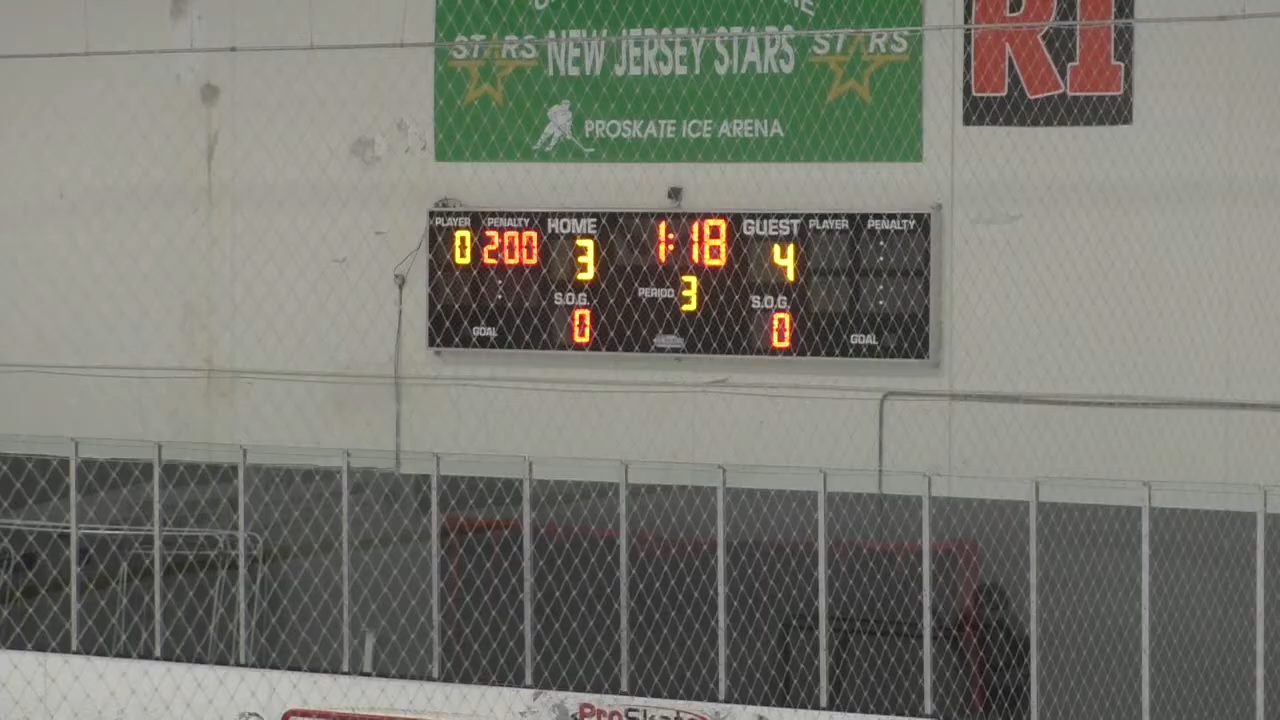 STARS NEW JERSEY STARS STARS
PROSKATE ICE ARENA
RI
PLAYER PENALTY HOME GUEST PLAYER PENALTY
0 200 3 1:18 4
PERIOD 3
S.O.G. S.O.G.
GOAL 0 0 GOAL
ProSkate